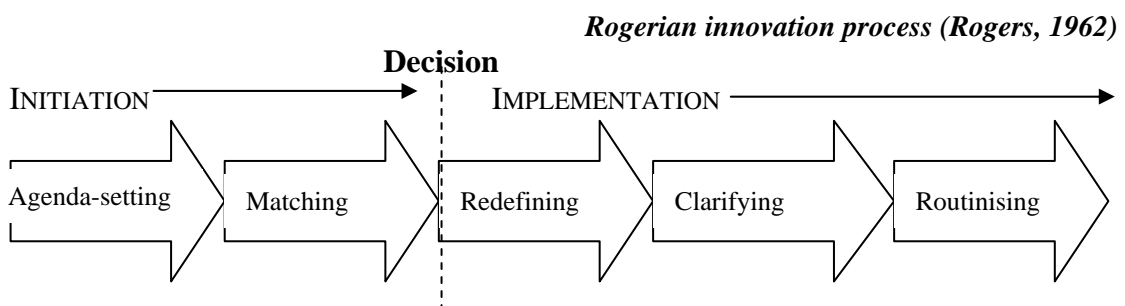 Rogerian innovation process (Rogers, 1962)
Decision
INITIATION
IMPLEMENTATION
Agenda-setting
Matching
Redefining
Clarifying
Routinising